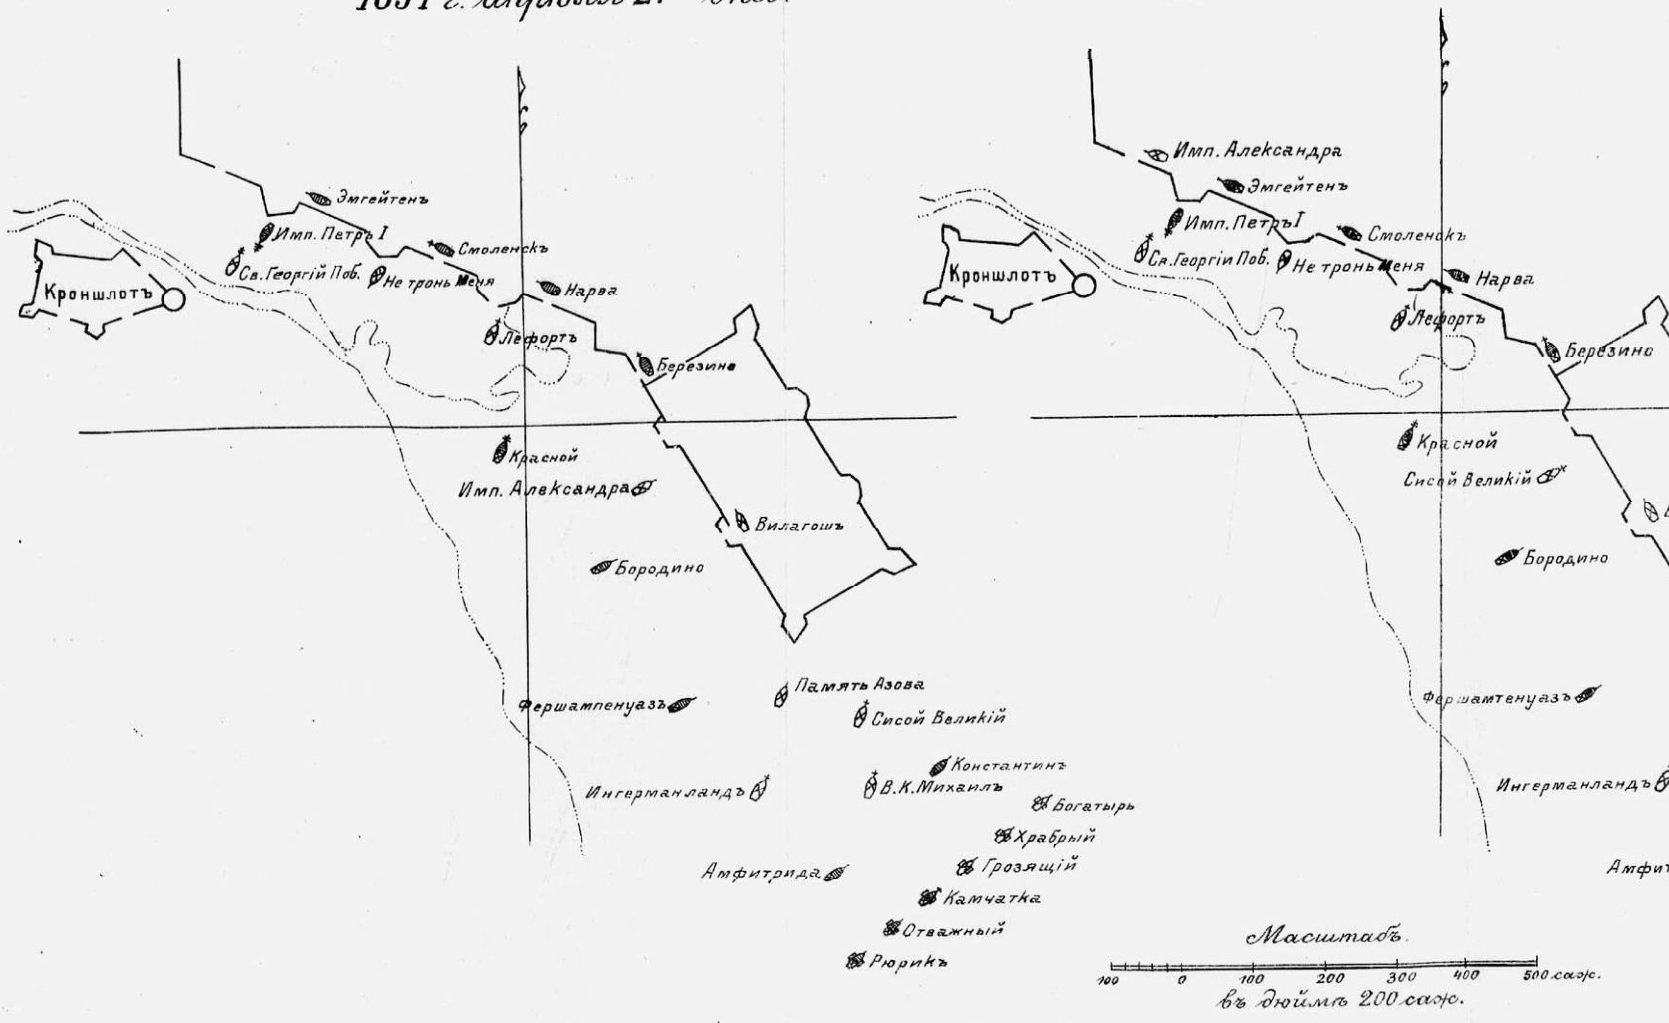 Эмгейтенъ
Имп. Петръ I
Смоленскъ
Св. Георгій Поб.
Не тронь Меня
Кроншлотъ
Нарва
Лефортъ
Березино
Красной
Имп. Александра
Вилагошъ
Бородино
Память Азова
Фершампенуазъ
Сисой Великій
Константинъ
Ингерманландъ
В.К.Михаилъ
Богатырь
Храбрый
Амфитрида
Грозящій
Камчатка
Отважный
Рюрикъ
Имп. Александра
Эмгейтенъ
Имп. Петръ I
Смоленскъ
Св. Георгіи Поб.
Не тронь Меня
Кроншлотъ
Нарва
Лефортъ
Березино
Красной
Сисой Великій
Бородино
Фершамтенуазъ
Ингерманландъ
Масштабъ.
100 0 100 200 300 400 500 саж.
въ дюймѣ 200 саж.